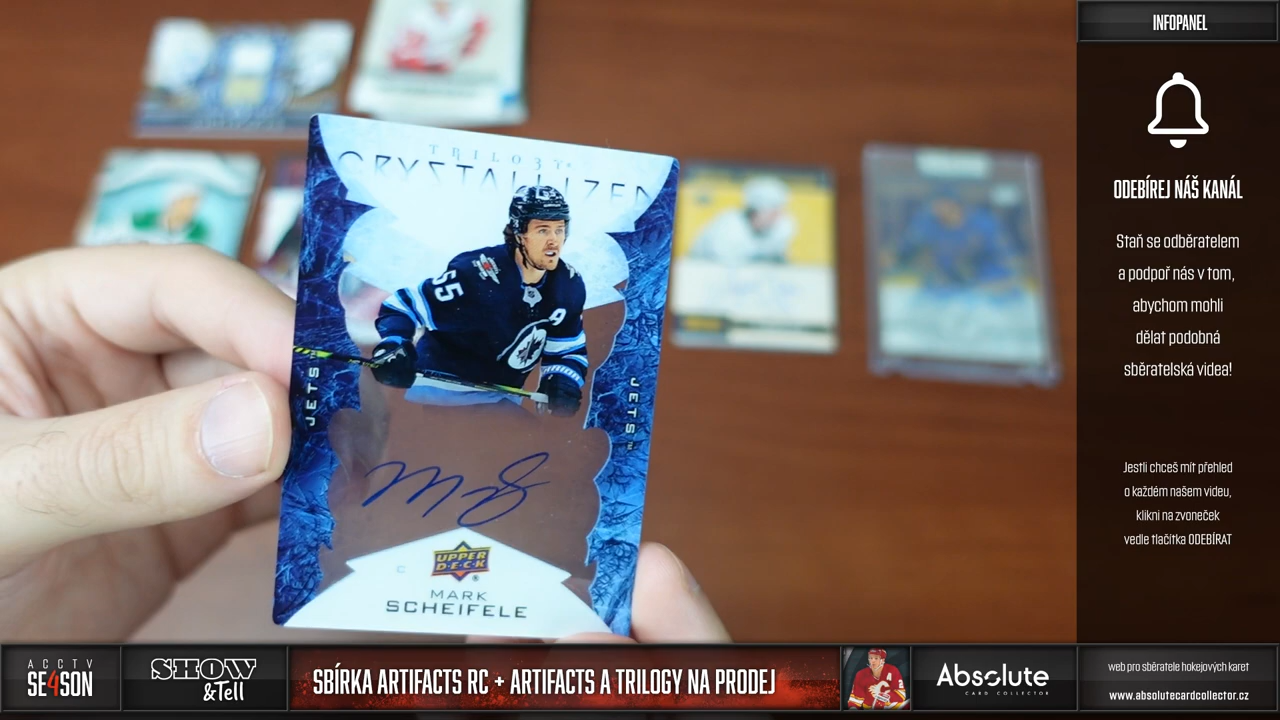 INFOPANEL
TRILOGY
CRYSTALLIZED
55
A
JETS
JETS™
UPPER
DECK®
C
MARK
SCHEIFELE
ODEBÍREJ NÁŠ KANÁL
Staň se odběratelem
a podpoř nás v tom,
abychom mohli
dělat podobná
sběratelská videa!
Jestli chceš mít přehled
o každém našem videu,
klikni na zvoneček
vedle tlačítka ODEBÍRAT
ACCTV
SE4SON
SHOW
&Tell
SBÍRKA ARTIFACTS RC + ARTIFACTS A TRILOGY NA PRODEJ
Absolute
CARD COLLECTOR
web pro sběratele hokejových karet
www.absolutecardcollector.cz